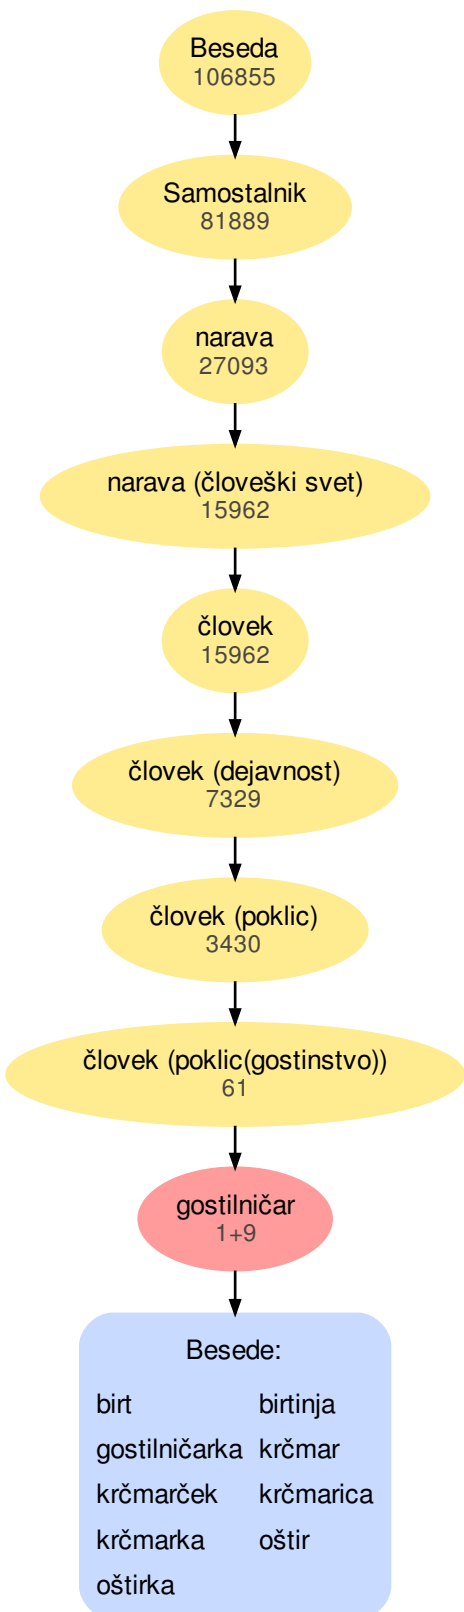 Beseda
106855
Samostalnik
81889
narava
27093
narava (človeški svet)
15962
človek
15962
človek (dejavnost)
7329
človek (poklic)
3430
človek (poklic(gostinstvo))
61
gostilničar
1+9
Besede:
birt birtinja
gostilničarka krčmar
krčmarček krčmarica
krčmarka oštir
oštirka